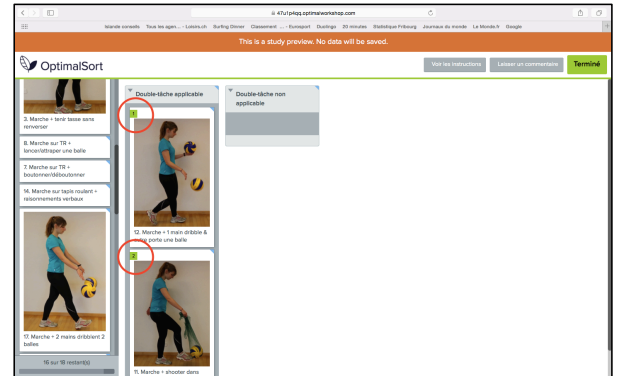 47u1p4qq.optimalworkshop.com
Islande conseils Tous les agen... - Loisirs.ch Surfing Dinner Classement ... - Eurosport Duolingo 20 minutes Statistique Fribourg Journaux du monde Le Monde.fr Google
This is a study preview. No data will be saved.
OptimalSort
Voir les instructions
Laisser un commentaire
Terminé
3. Marche + tenir tasse sans
renverser
8. Marche sur TR +
lancer/attraper une balle
7. Marche sur TR +
boutonner/déboutonner
14. Marche sur tapis roulant +
raisonnements verbaux
17. Marche + 2 mains dribblent 2
balles
16 sur 18 restant(s)
Double-tâche applicable
1
12. Marche + 1 main dribble &
autre porte une balle
2
11. Marche + shooter dans
Double-tâche non
applicable